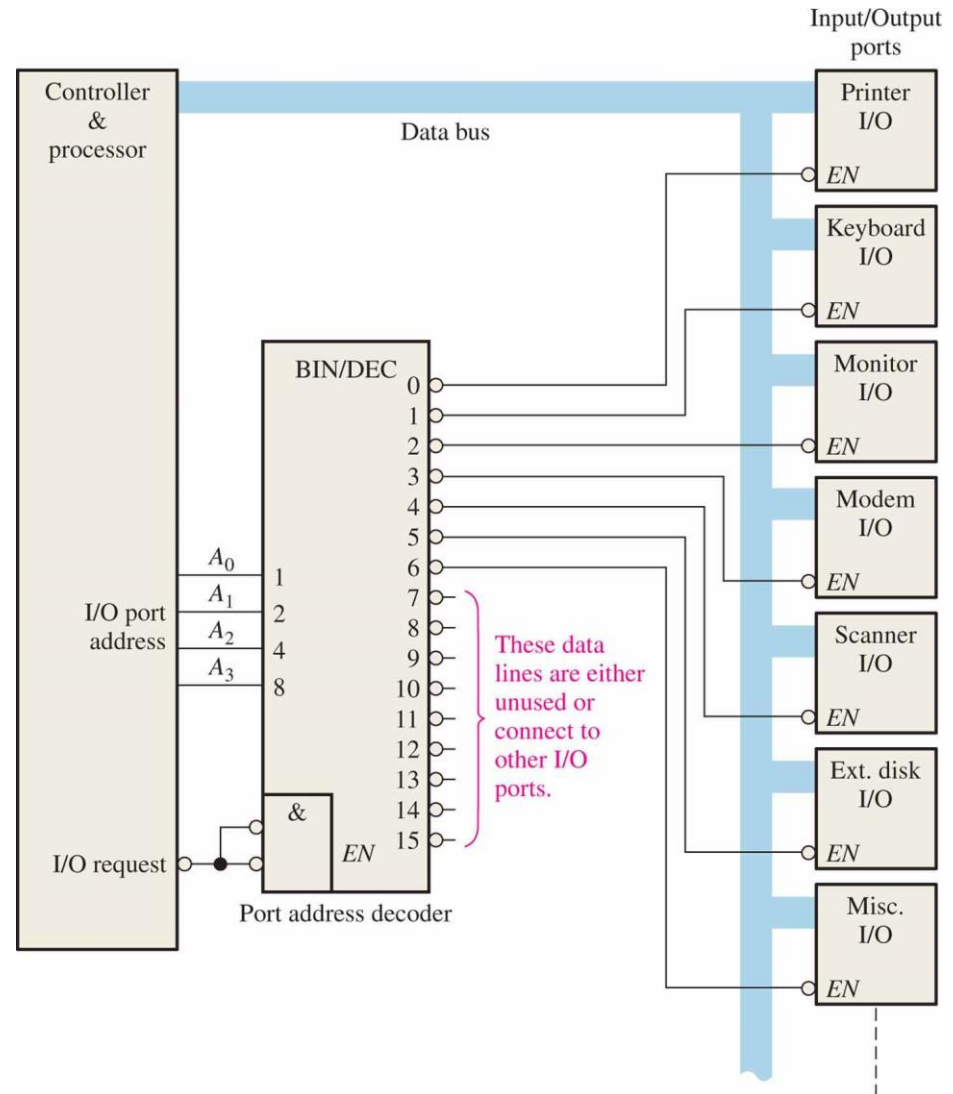 Input/Output
ports
Controller
&
processor
Data bus
Printer
I/O
EN
Keyboard
I/O
EN
Monitor
I/O
EN
Modem
I/O
EN
Scanner
I/O
EN
Ext. disk
I/O
EN
Misc.
I/O
EN
BIN/DEC
0
1
2
3
4
5
6
7
8
9
10
11
12
13
14
15
I/O port
address
A0
A1
A2
A3
1
2
4
8
These data
lines are either
unused or
connect to
other I/O
ports.
&
EN
I/O request
Port address decoder